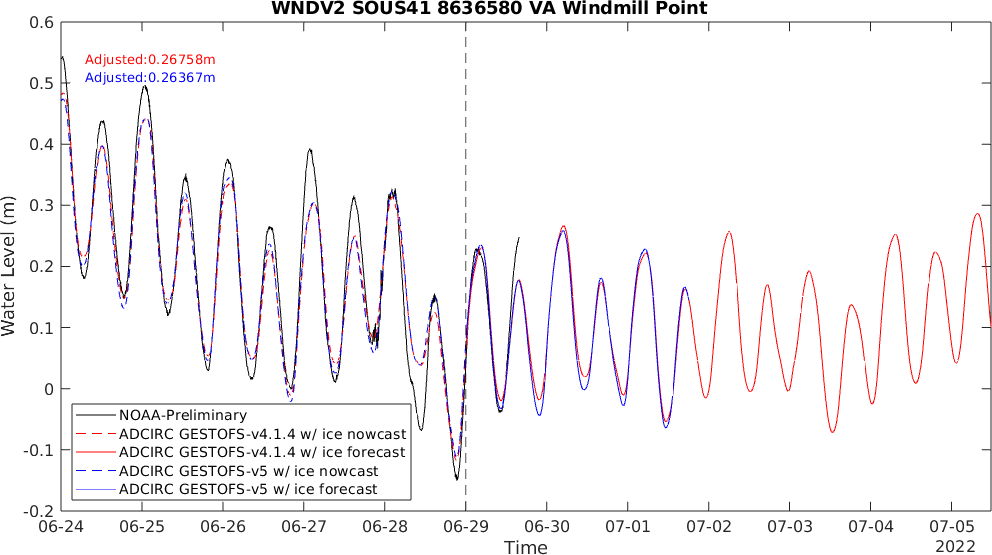 WNDV2 SOUS41 8636580 VA Windmill Point
Adjusted:0.26758m
Adjusted:0.26367m
Water Level (m)
0.6
0.5
0.4
0.3
0.2
0.1
0
-0.1
-0.2
NOAA-Preliminary
ADCIRC GESTOFS-v4.1.4 w/ ice nowcast
ADCIRC GESTOFS-v4.1.4 w/ ice forecast
ADCIRC GESTOFS-v5 w/ ice nowcast
ADCIRC GESTOFS-v5 w/ ice forecast
06-24 06-25 06-26 06-27 06-28 06-29 06-30 07-01 07-02 07-03 07-04 07-05
Time
2022